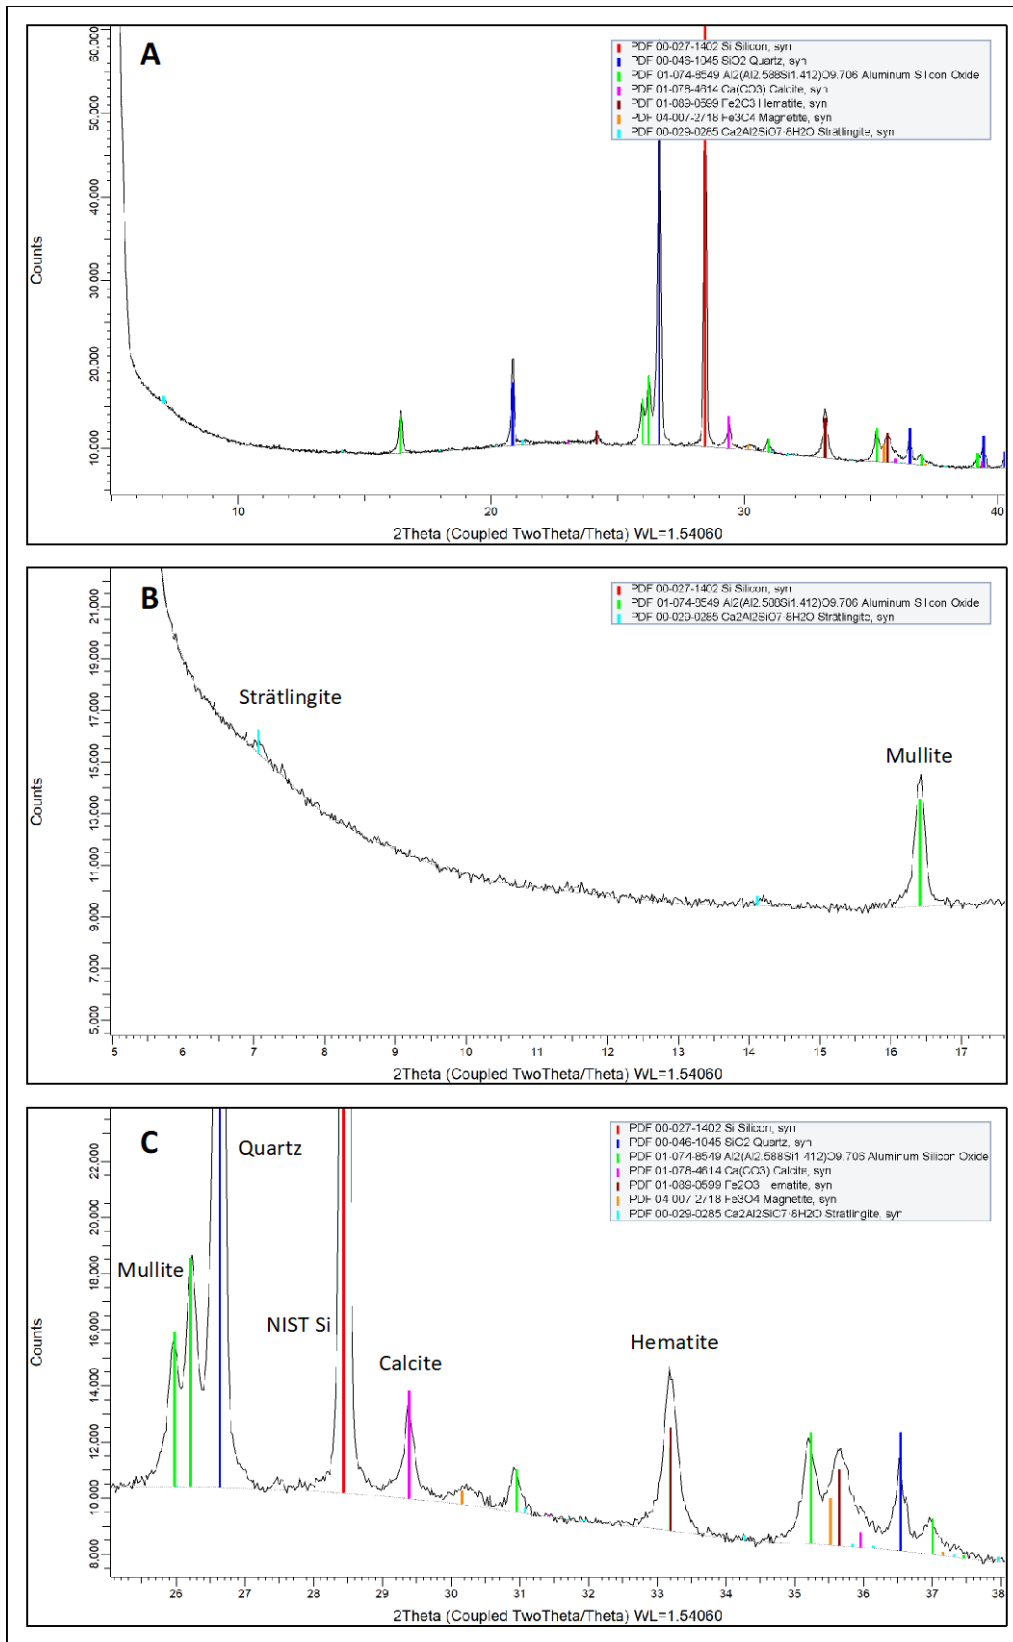 A
PDF 00-027-1402 Si Silicon, syn
PDF 00-046-1045 SiO2 Quartz, syn
PDF 01-074-8549 Al2(Al2.588Si1.412)O9.706 Aluminum Silicon Oxide
PDF 01-078-4614 Ca(CO3) Calcite, syn
PDF 01-089-0599 Fe2O3 Hematite, syn
PDF 04-007-2718 Fe3O4 Magnetite, syn
PDF 00-029-0285 Ca2Al2SiO7·8H2O Strätlingite, syn
60,000
50,000
40,000
30,000
20,000
10,000
Counts
10 20 30 40
2Theta (Coupled TwoTheta/Theta) WL=1.54060
B
PDF 00-027-1402 Si Silicon, syn
PDF 01-074-8549 Al2(Al2.588Si1.412)O9.706 Aluminum Silicon Oxide
PDF 00-029-0285 Ca2Al2SiO7·8H2O Strätlingite, syn
21,000
19,000
17,000
15,000
13,000
11,000
9,000
7,000
5,000
Counts
Strätlingite
Mullite
5 6 7 8 9 10 11 12 13 14 15 16 17
2Theta (Coupled TwoTheta/Theta) WL=1.54060
C
PDF 00-027-1402 Si Silicon, syn
PDF 00-046-1045 SiO2 Quartz, syn
PDF 01-074-8549 Al2(Al2.588Si1.412)O9.706 Aluminum Silicon Oxide
PDF 01-078-4614 Ca(CO3) Calcite, syn
PDF 01-089-0599 Fe2O3 Hematite, syn
PDF 04-007-2718 Fe3O4 Magnetite, syn
PDF 00-029-0285 Ca2Al2SiO7·8H2O Strätlingite, syn
22,000
20,000
18,000
16,000
14,000
12,000
10,000
8,000
Counts
Quartz
Mullite
NIST Si
Calcite
Hematite
26 27 28 29 30 31 32 33 34 35 36 37 38
2Theta (Coupled TwoTheta/Theta) WL=1.54060